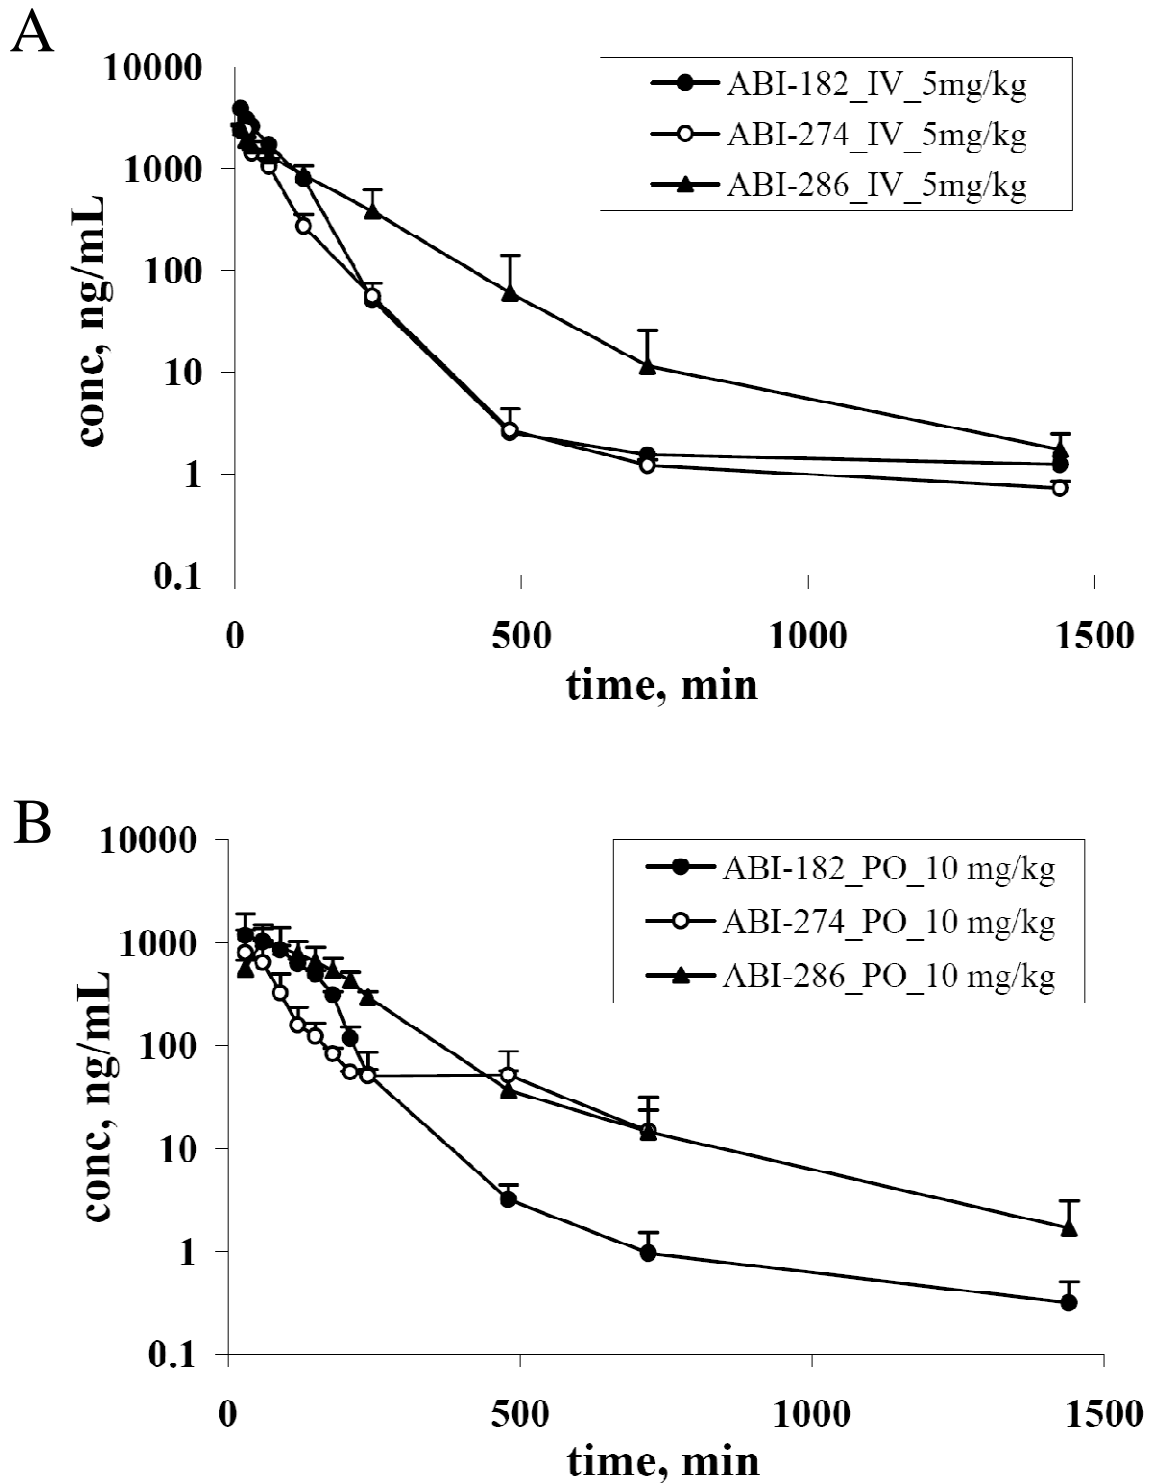 A
10000
1000
100
10
1
0.1
conc, ng/mL
ABI-182_IV_5mg/kg
ABI-274_IV_5mg/kg
ABI-286_IV_5mg/kg
0 500 1000 1500
time, min
B
10000
1000
100
10
1
0.1
conc, ng/mL
ABI-182_PO_10 mg/kg
ABI-274_PO_10 mg/kg
ABI-286_PO_10 mg/kg
0 500 1000 1500
time, min